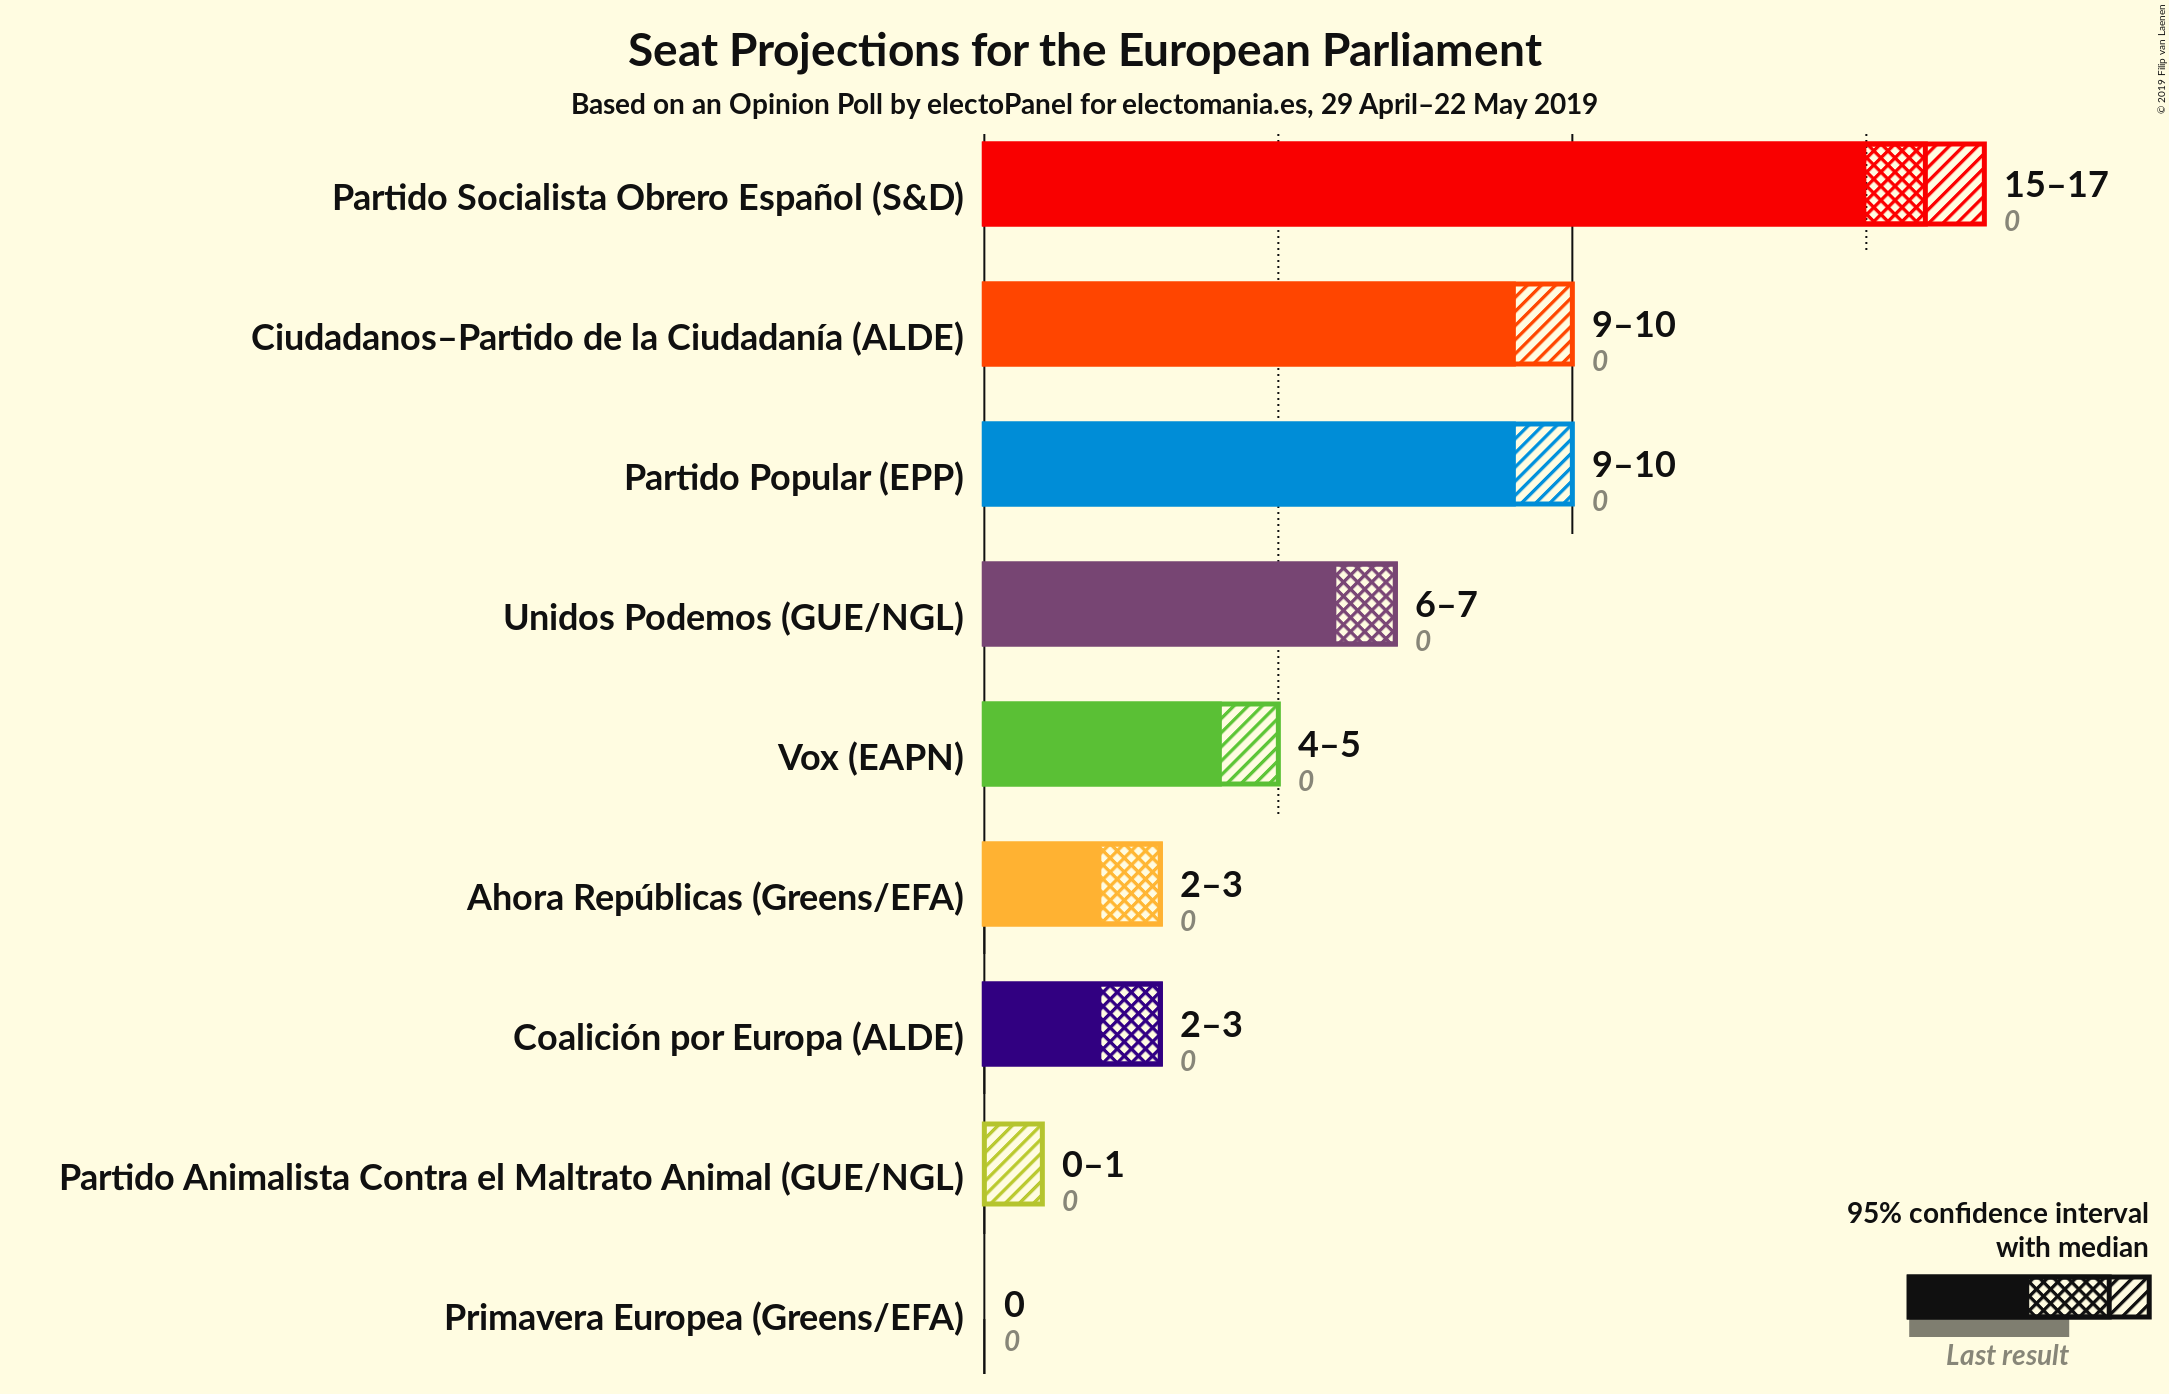 Seat Projections for the European Parliament
Based on an Opinion Poll by electoPanel for electomania.es, 29 April–22 May 2019
© 2019 Filip van Laenen
Partido Socialista Obrero Español (S&D)
15–17
0
Ciudadanos–Partido de la Ciudadanía (ALDE)
9–10
0
Partido Popular (EPP)
9–10
0
Unidos Podemos (GUE/NGL)
6–7
0
Vox (EAPN)
4–5
0
Ahora Repúblicas (Greens/EFA)
2–3
0
Coalición por Europa (ALDE)
2–3
0
Partido Animalista Contra el Maltrato Animal (GUE/NGL)
0–1
0
Primavera Europea (Greens/EFA)
0
0
95% confidence interval
with median
Last result